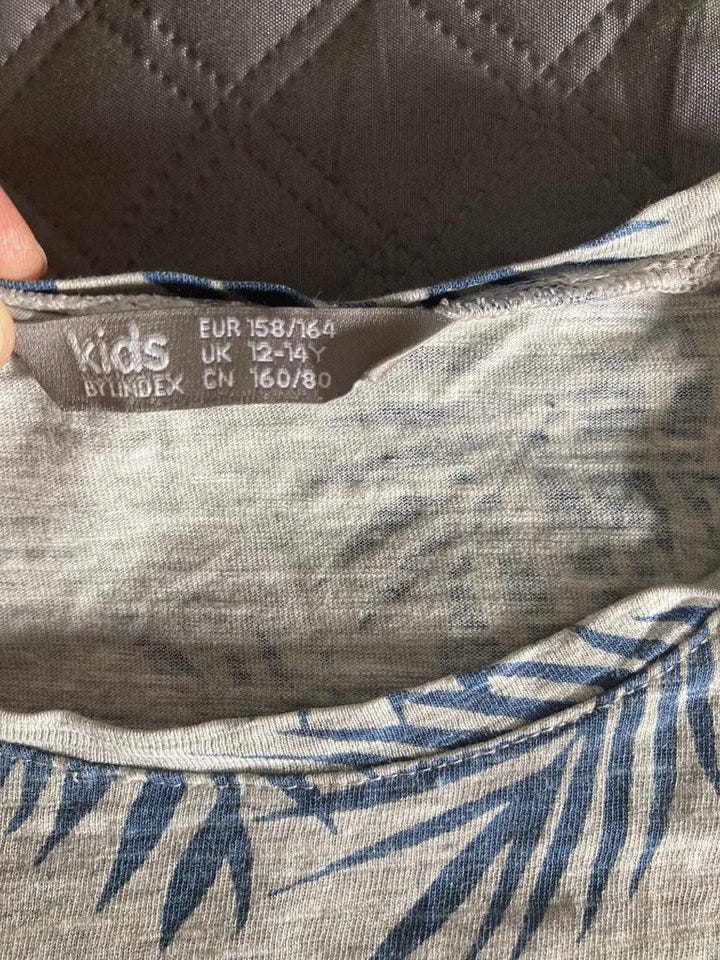 kids
BY LINDEX
EUR 158/164
UK 12-14Y
CN 160/80